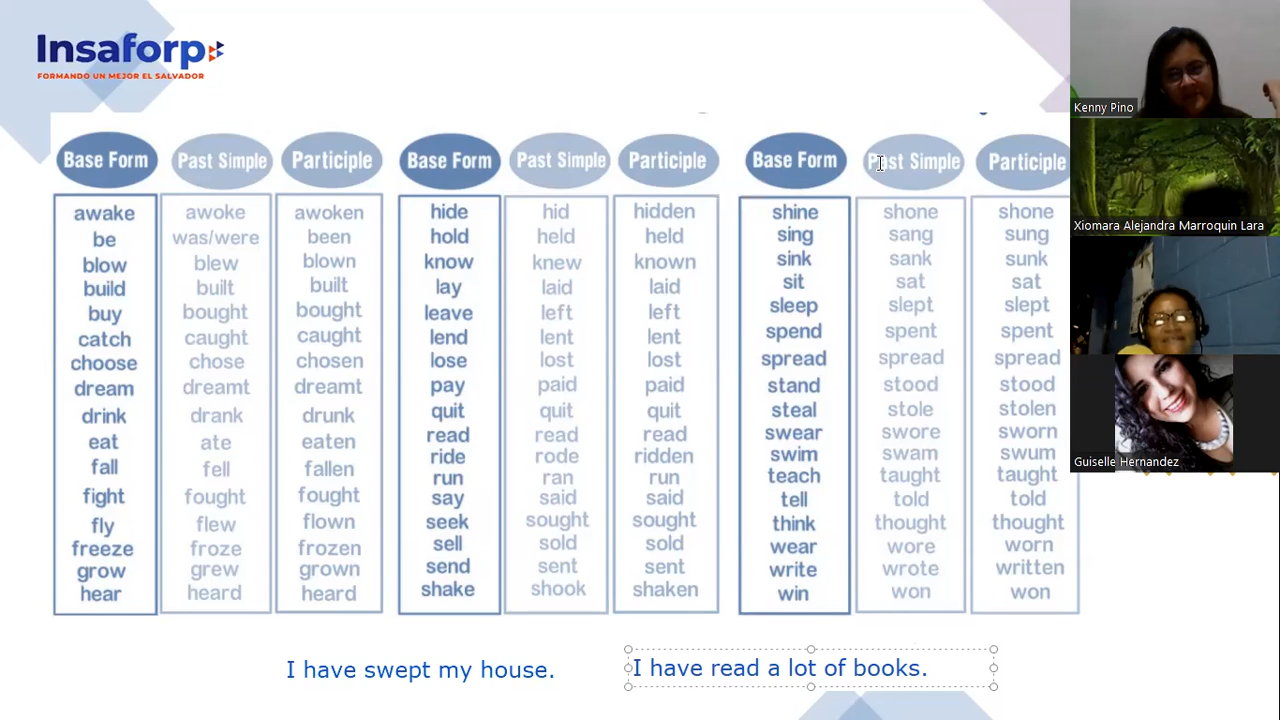 Insaforp
FORMANDO UN MEJOR EL SALVADOR
Base Form Past Simple Participle Base Form Past Simple Participle Base Form Past Simple Participle
awake awoke awoken hide hid hidden shine shone shone
be was/were been hold held held sing sang sung
blow blew blown know knew known sink sank sunk
build built built lay laid laid sit sat sat
buy bought bought leave left left sleep slept slept
catch caught caught lend lent lent spend spent spent
choose chose chosen lose lost lost spread spread spread
dream dreamt dreamt pay paid paid stand stood stood
drink drank drunk quit quit quit steal stole stolen
eat ate eaten read read read swear swore sworn
fall fell fallen ride rode ridden swim swam swum
fight fought fought run ran run teach taught taught
fly flew flown say said said tell told told
freeze froze frozen seek sought sought think thought thought
grow grew grown sell sold sold wear wore worn
hear heard heard send sent sent write wrote written
shake shook shaken win won won
I have swept my house.
I have read a lot of books.
Kenny Pino
Xiomara Alejandra Marroquin Lara
Guiselle Hernandez